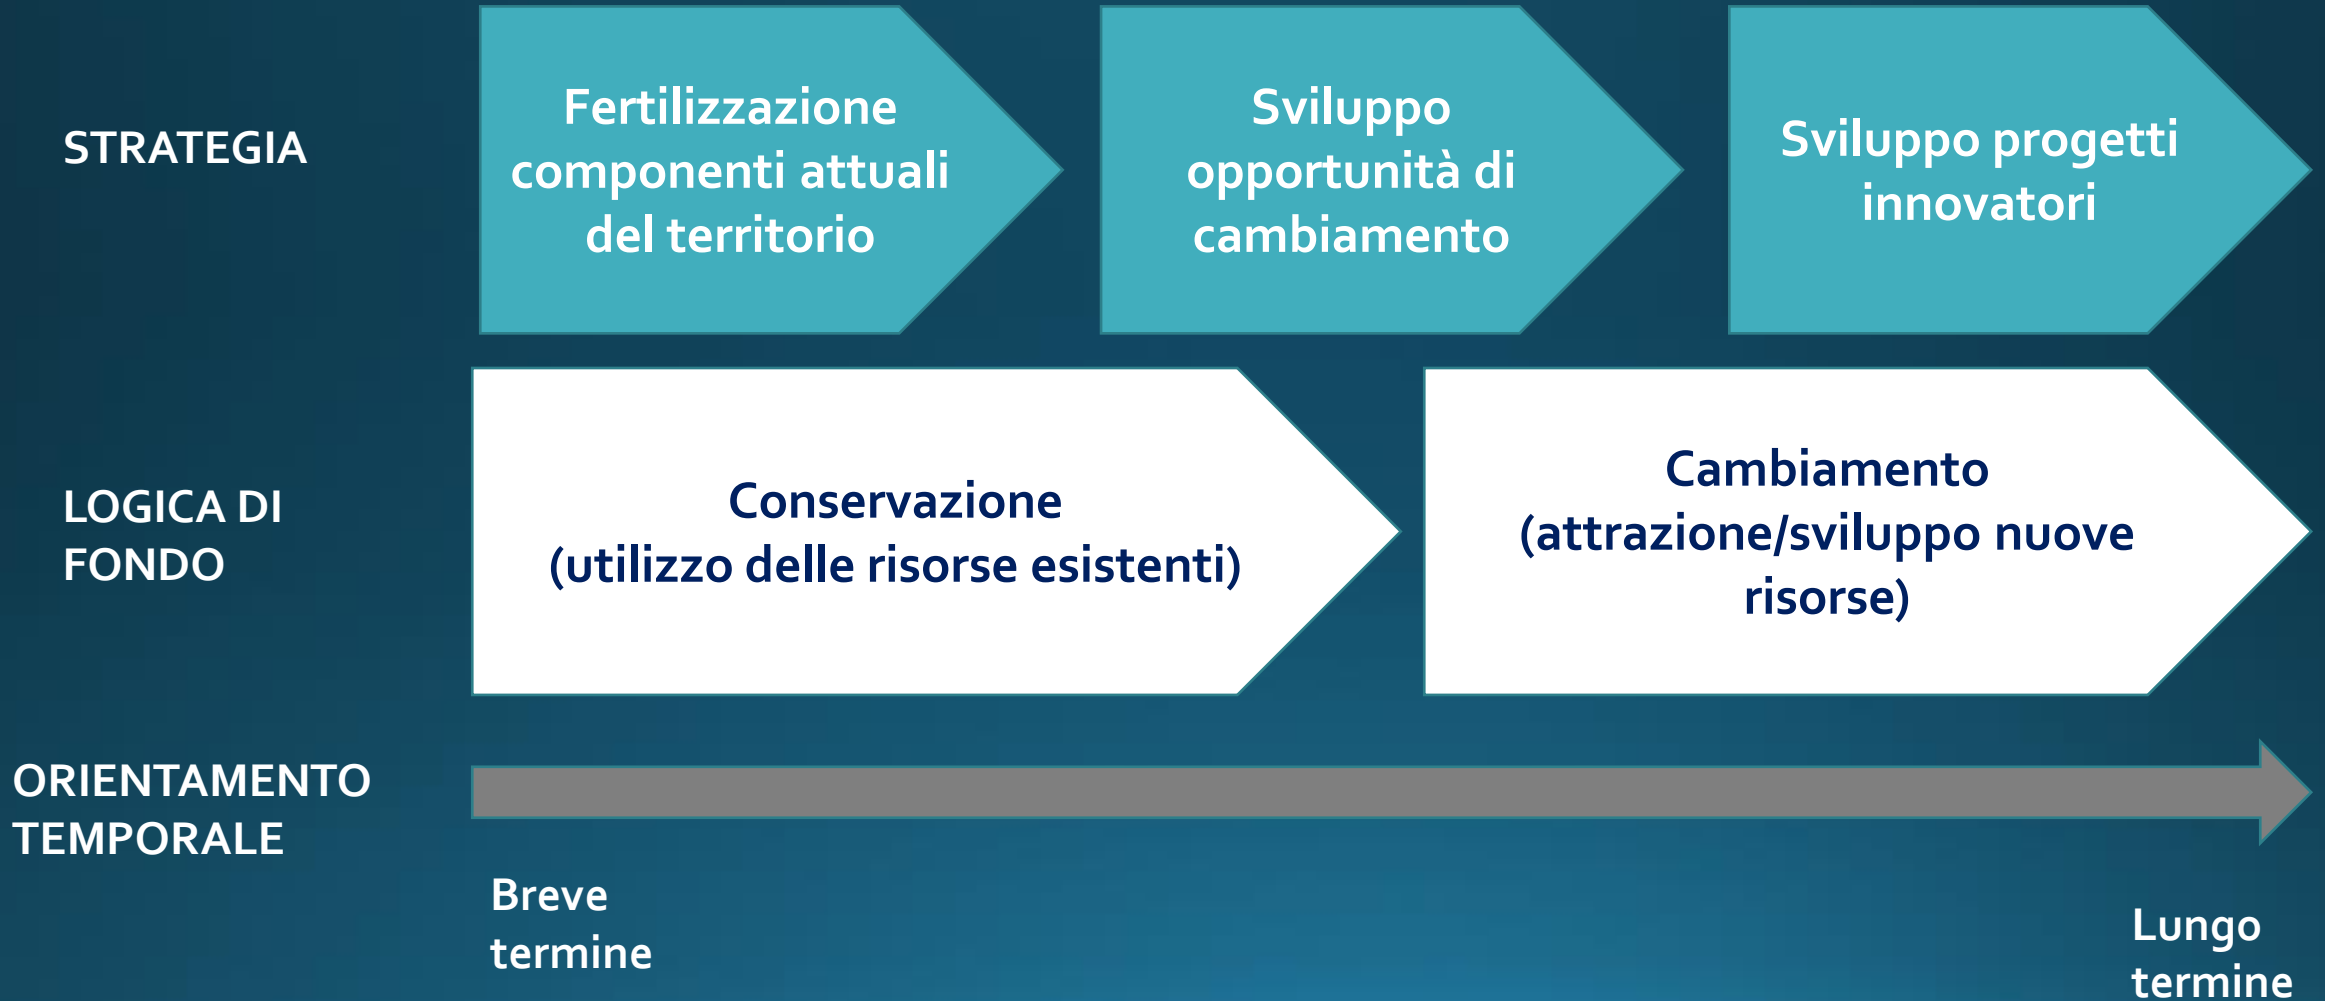 STRATEGIA
Fertilizzazione
componenti attuali
del territorio
Sviluppo
opportunità di
cambiamento
Sviluppo progetti
innovatori
LOGICA DI
FONDO
Conservazione
(utilizzo delle risorse esistenti)
Cambiamento
(attrazione/sviluppo nuove
risorse)
ORIENTAMENTO
TEMPORALE
Breve
termine
Lungo
termine